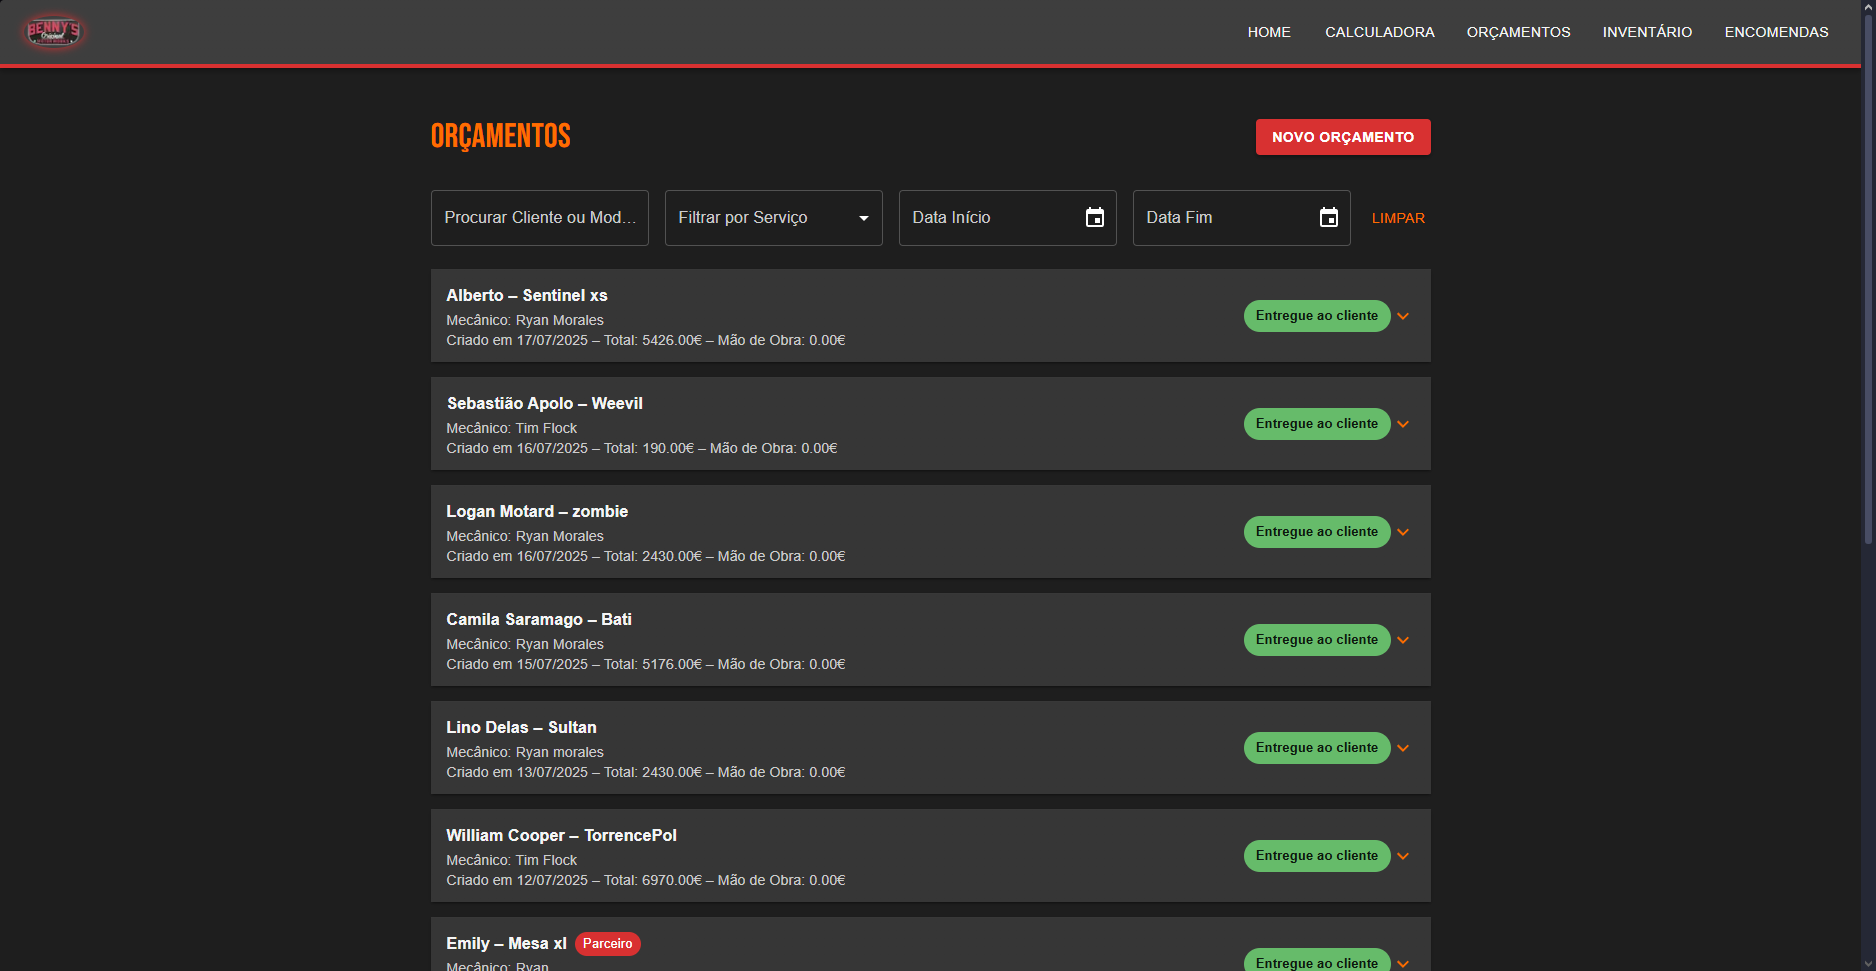 BENNY'S
HOME
CALCULADORA
ORÇAMENTOS
INVENTÁRIO
ENCOMENDAS
ORÇAMENTOS
NOVO ORÇAMENTO
Procurar Cliente ou Mod…
Filtrar por Serviço
Data Início
Data Fim
LIMPAR
Alberto – Sentinel xs
Mecânico: Ryan Morales
Criado em 17/07/2025 – Total: 5426.00€ – Mão de Obra: 0.00€
Entregue ao cliente
Sebastião Apolo – Weevil
Mecânico: Tim Flock
Criado em 16/07/2025 – Total: 190.00€ – Mão de Obra: 0.00€
Entregue ao cliente
Logan Motard – zombie
Mecânico: Ryan Morales
Criado em 16/07/2025 – Total: 2430.00€ – Mão de Obra: 0.00€
Entregue ao cliente
Camila Saramago – Bati
Mecânico: Ryan Morales
Criado em 15/07/2025 – Total: 5176.00€ – Mão de Obra: 0.00€
Entregue ao cliente
Lino Delas – Sultan
Mecânico: Ryan morales
Criado em 13/07/2025 – Total: 2430.00€ – Mão de Obra: 0.00€
Entregue ao cliente
William Cooper – TorrencePol
Mecânico: Tim Flock
Criado em 12/07/2025 – Total: 6970.00€ – Mão de Obra: 0.00€
Entregue ao cliente
Emily – Mesa xl
Parceiro
Mecânico: Ryan
Entregue ao cliente